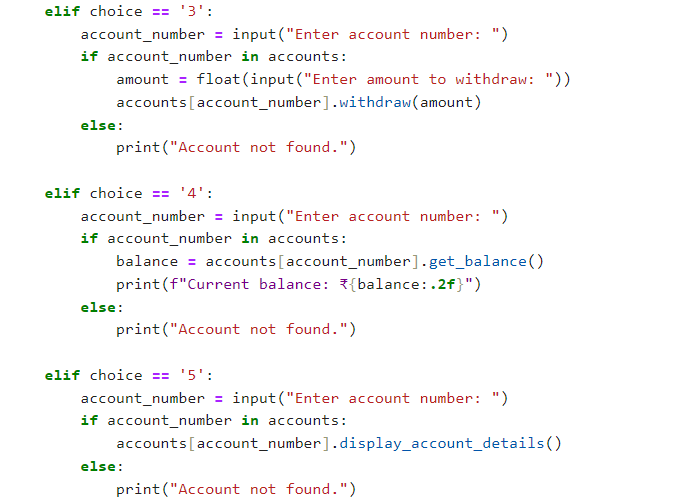 elif choice == '3':
    account_number = input("Enter account number: ")
    if account_number in accounts:
        amount = float(input("Enter amount to withdraw: "))
        accounts[account_number].withdraw(amount)
    else:
        print("Account not found.")

elif choice == '4':
    account_number = input("Enter account number: ")
    if account_number in accounts:
        balance = accounts[account_number].get_balance()
        print(f"Current balance: ₹{balance:.2f}")
    else:
        print("Account not found.")

elif choice == '5':
    account_number = input("Enter account number: ")
    if account_number in accounts:
        accounts[account_number].display_account_details()
    else:
        print("Account not found.")